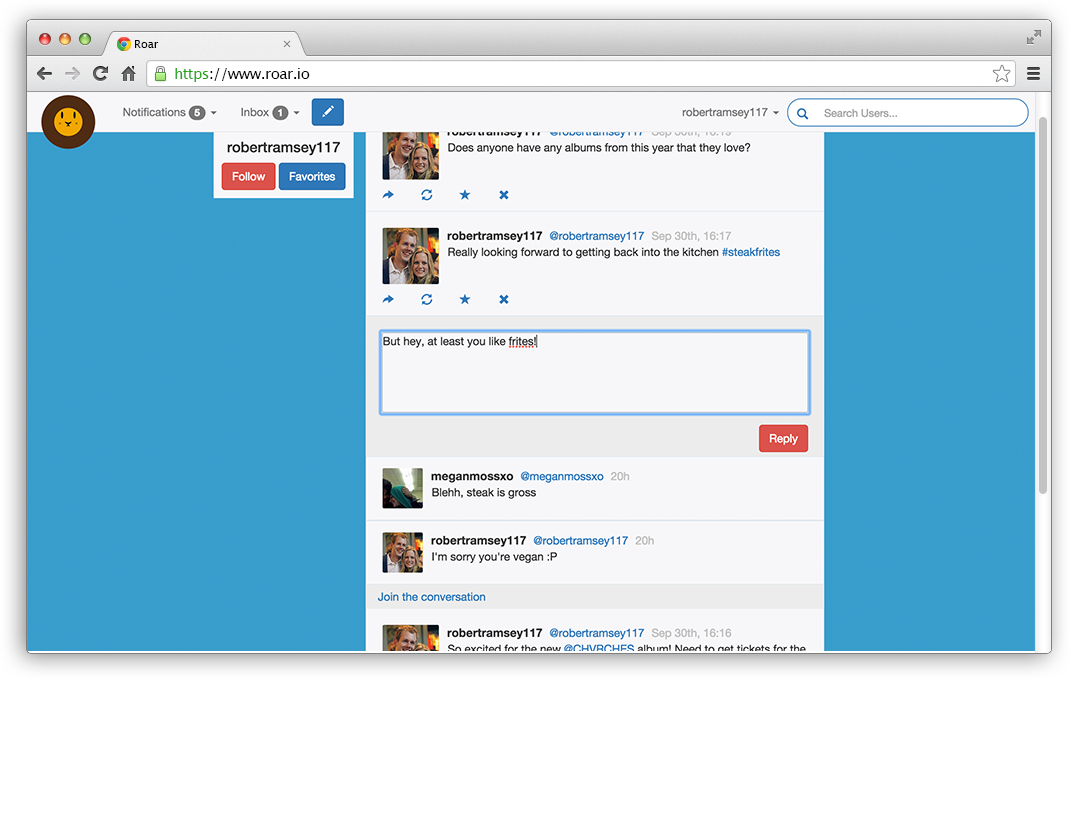 Roar
https://www.roar.io
Notifications 5 Inbox 1 robertramsey117 Search Users...
robertramsey117
Follow Favorites
robertramsey117 @robertramsey117 Sep 30th, 16:19
Does anyone have any albums from this year that they love?
robertramsey117 @robertramsey117 Sep 30th, 16:17
Really looking forward to getting back into the kitchen #steakfrites
But hey, at least you like frites!
Reply
meganmossxo @meganmossxo 20h
Blehh, steak is gross
robertramsey117 @robertramsey117 20h
I'm sorry you're vegan :P
Join the conversation
robertramsey117 @robertramsey117 Sep 30th, 16:16
So excited for the new @CHVRCHES album! Need to get tickets for the